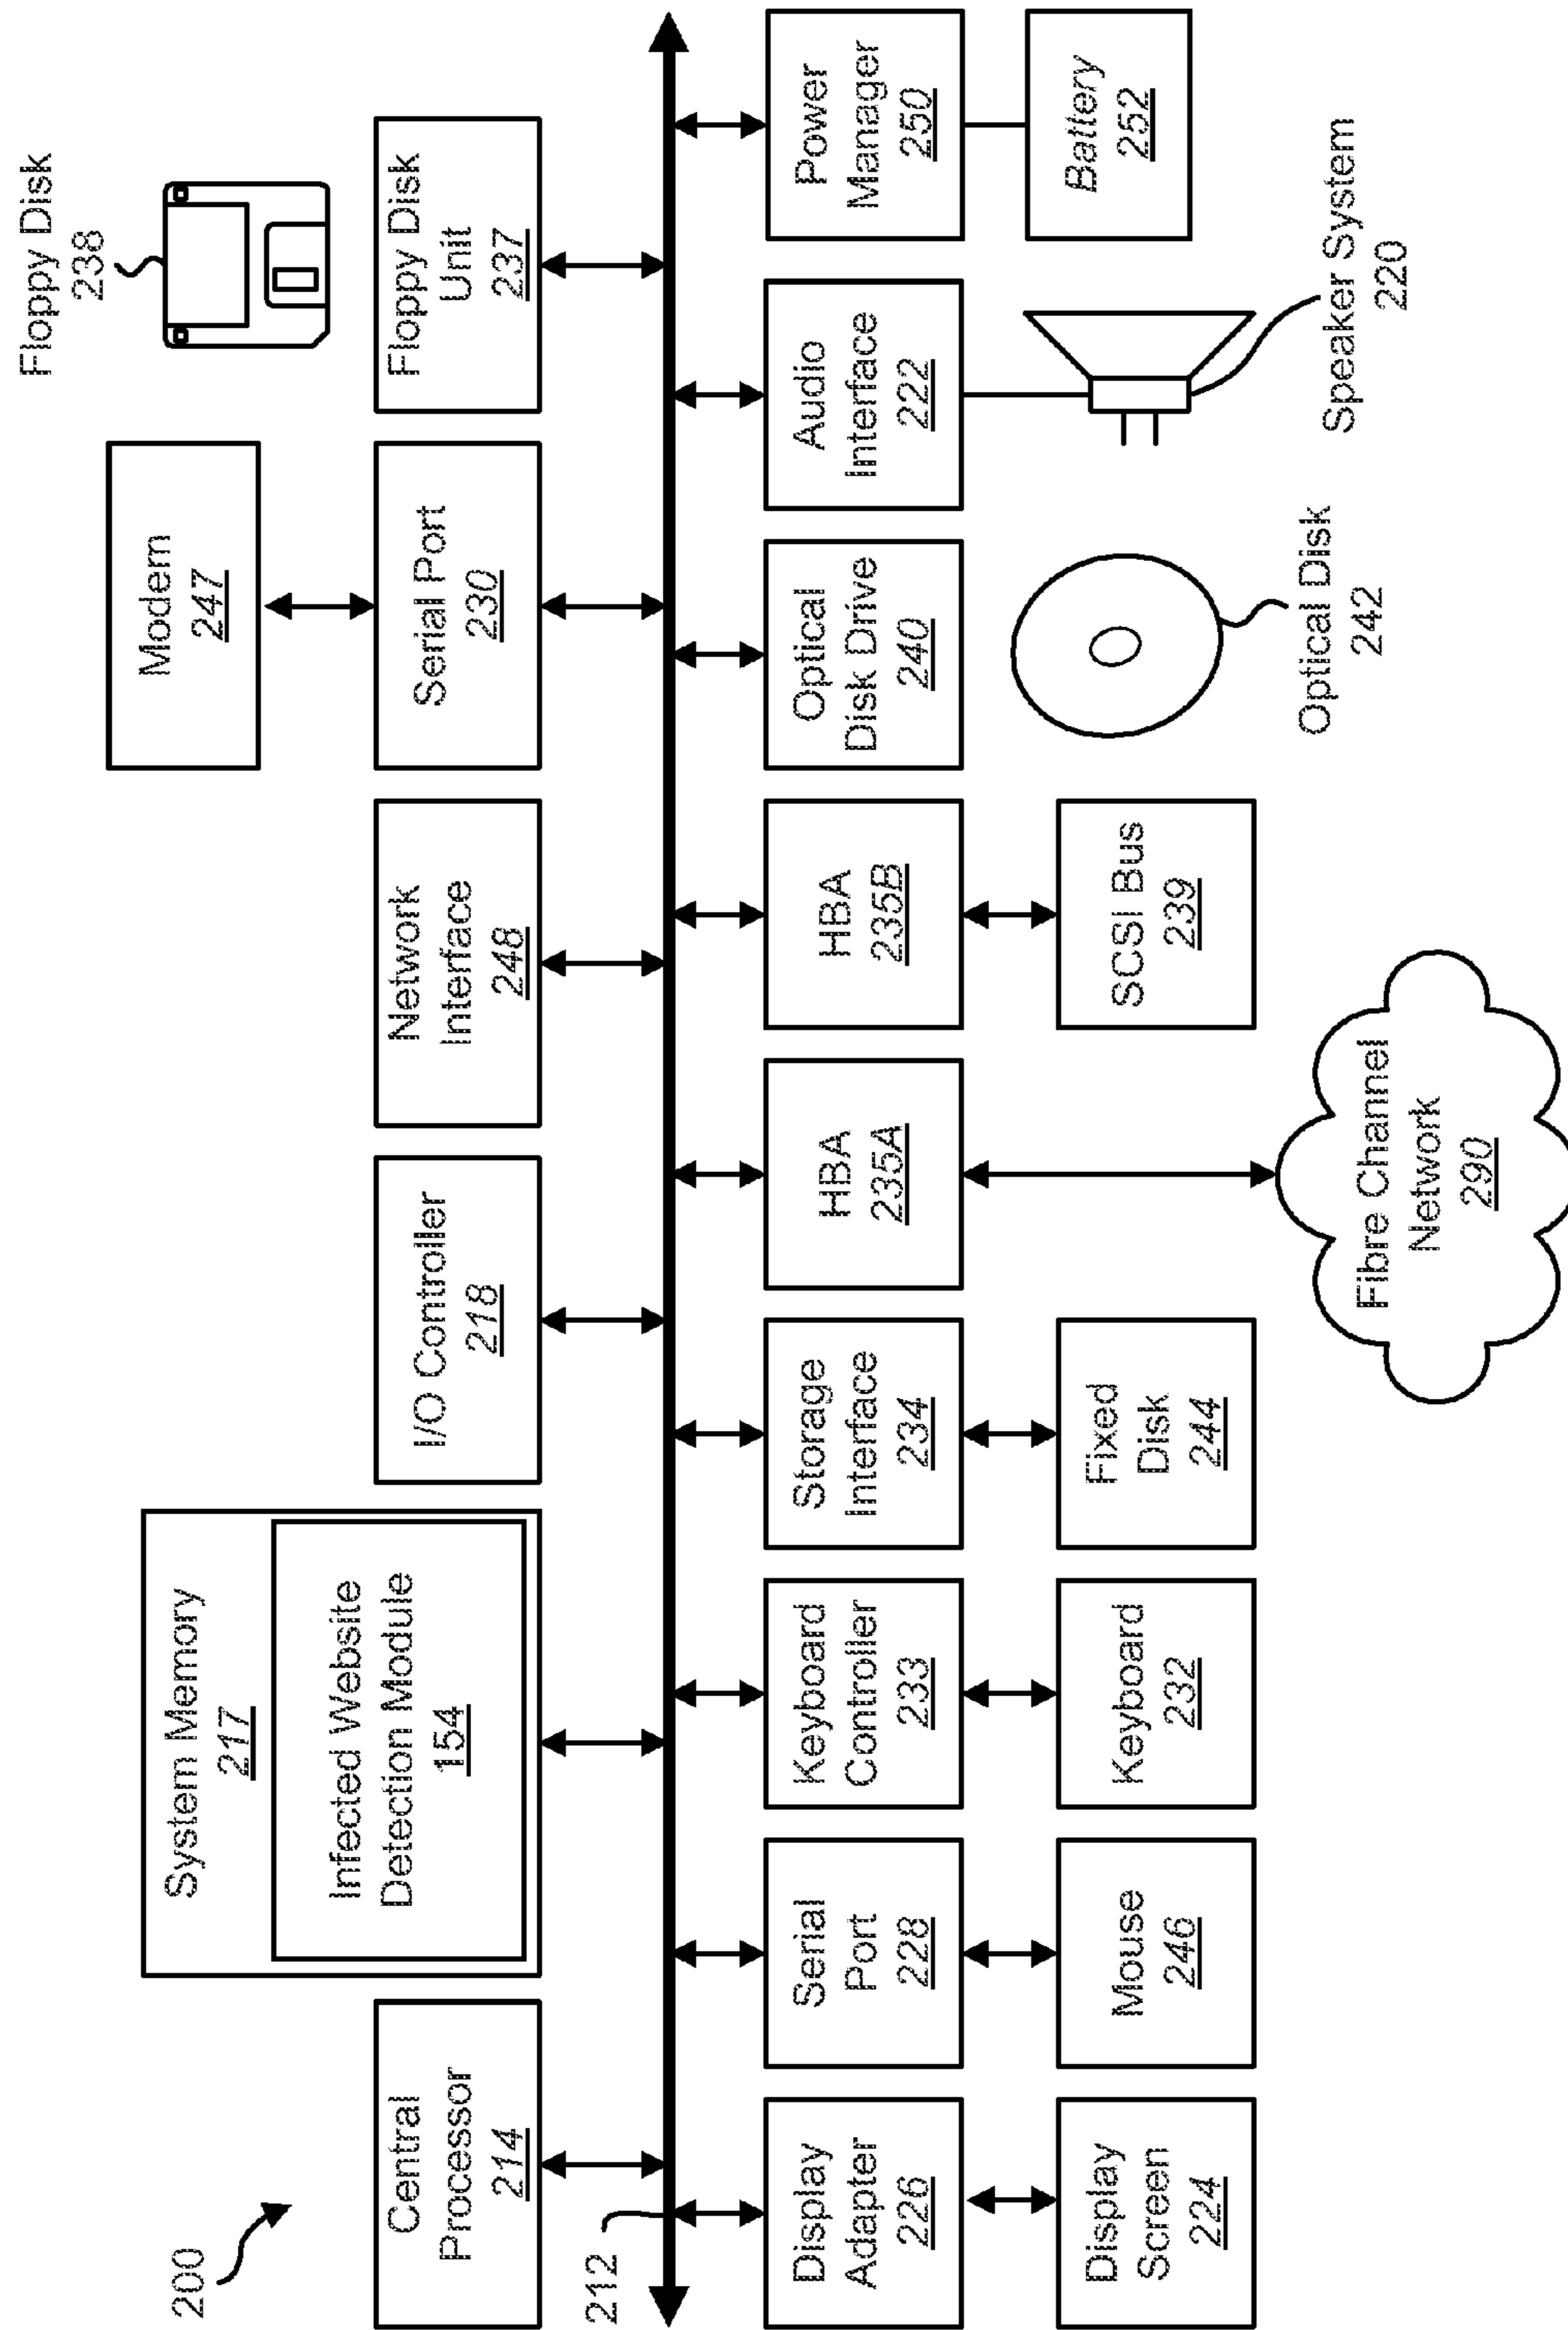 200
Central
Processor
214
System Memory
217
Infected Website
Detection Module
154
I/O Controller
218
Network
Interface
248
Modem
247
Serial Port
230
Floppy Disk
238
Floppy Disk
Unit
237
212
Display
Adapter
226
Serial
Port
228
Keyboard
Controller
233
Storage
Interface
234
HBA
235A
HBA
235B
Optical
Disk Drive
240
Audio
Interface
222
Power
Manager
250
Display
Screen
224
Mouse
246
Keyboard
232
Fixed
Disk
244
Fibre Channel
Network
290
SCSI Bus
239
Optical Disk
242
Speaker System
220
Battery
252